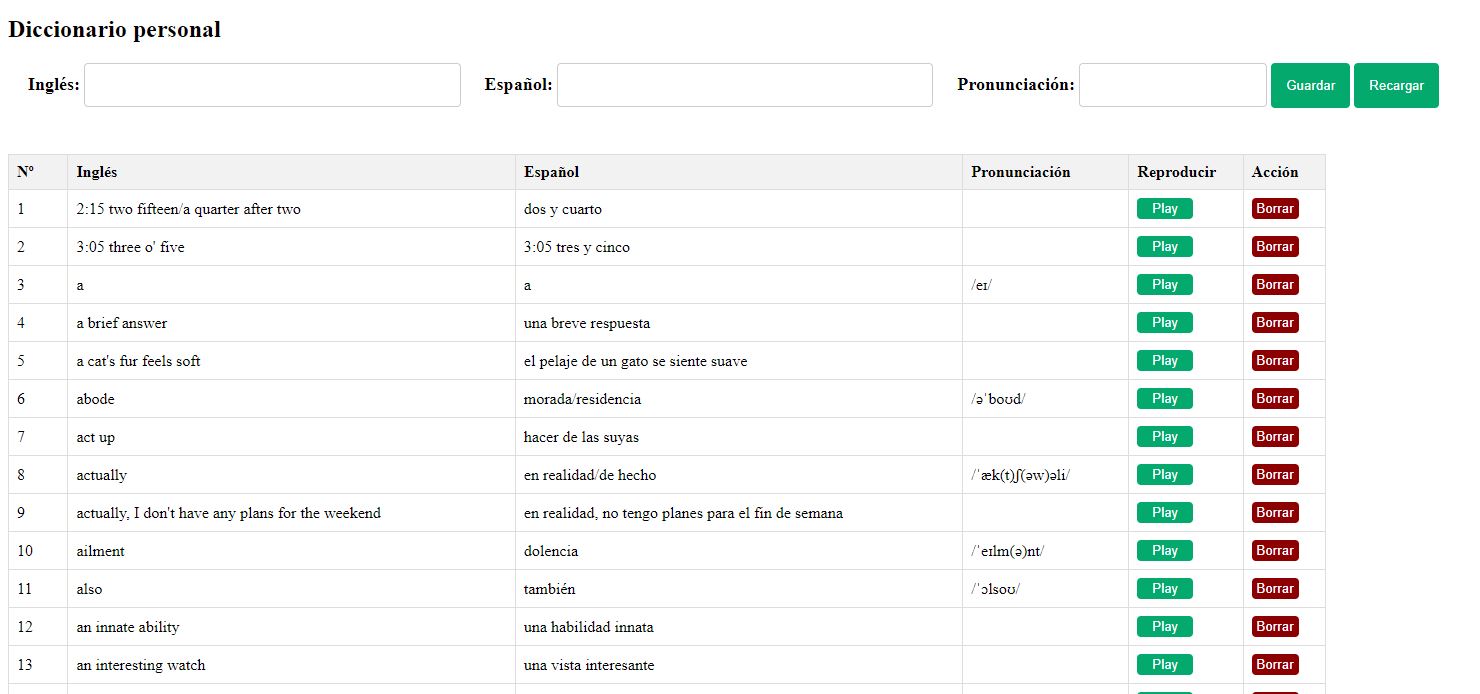 Diccionario personal
Inglés: Español: Pronunciación: Guardar Recargar
Nº Inglés Español Pronunciación Reproducir Acción
1 2:15 two fifteen/a quarter after two dos y cuarto Play Borrar
2 3:05 three o' five 3:05 tres y cinco Play Borrar
3 a a /eɪ/ Play Borrar
4 a brief answer una breve respuesta Play Borrar
5 a cat's fur feels soft el pelaje de un gato se siente suave Play Borrar
6 abode morada/residencia /əˈboʊd/ Play Borrar
7 act up hacer de las suyas Play Borrar
8 actually en realidad/de hecho /ˈæk(t)ʃ(əw)əli/ Play Borrar
9 actually, I don't have any plans for the weekend en realidad, no tengo planes para el fin de semana Play Borrar
10 ailment dolencia /ˈeɪlm(ə)nt/ Play Borrar
11 also también /ˈɔlsoʊ/ Play Borrar
12 an innate ability una habilidad innata Play Borrar
13 an interesting watch una vista interesante Play Borrar